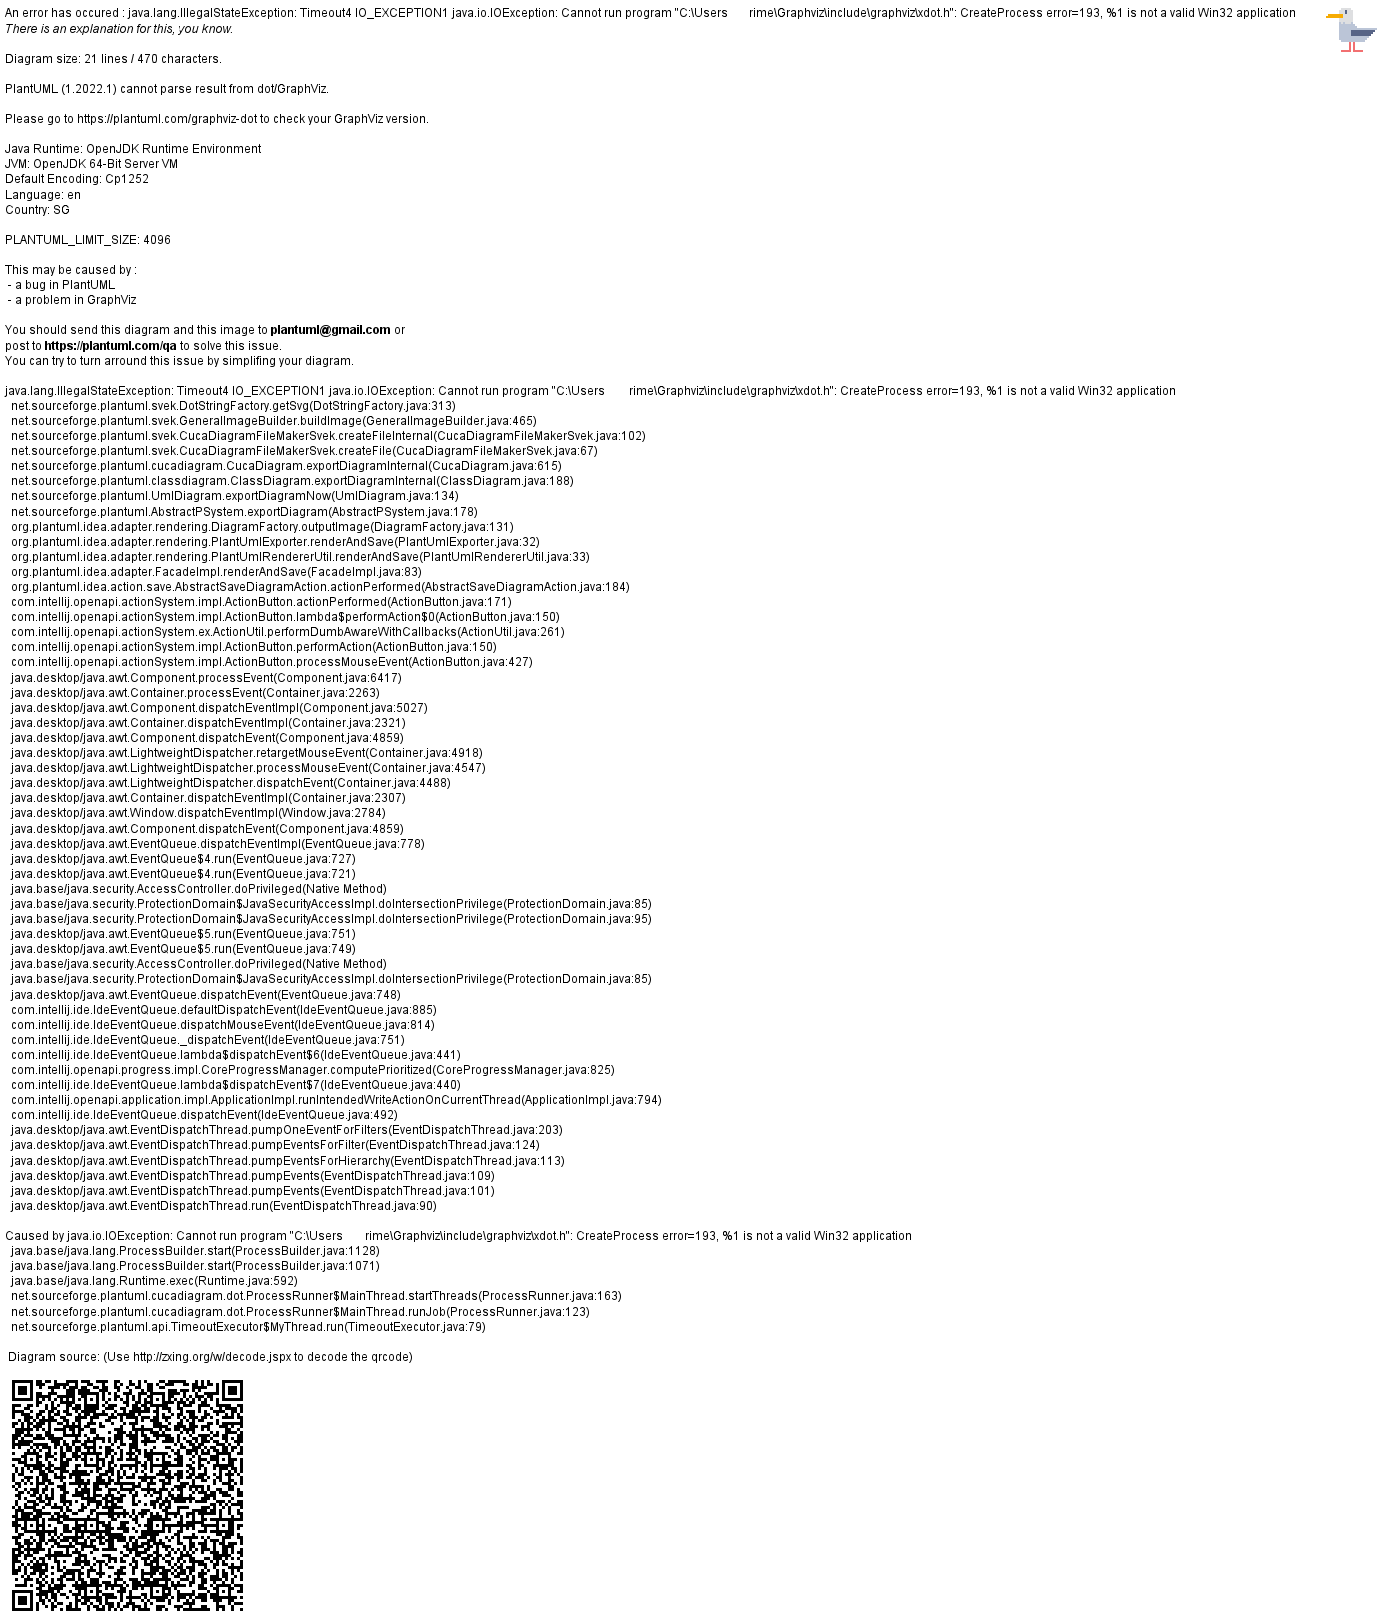 An error has occured : java.lang.IllegalStateException: Timeout4 IO_EXCEPTION1 java.io.IOException: Cannot run program "C:\Users rime\Graphviz\include\graphviz\xdot.h": CreateProcess error=193, %1 is not a valid Win32 application
There is an explanation for this, you know.
Diagram size: 21 lines / 470 characters.
PlantUML (1.2022.1) cannot parse result from dot/GraphViz.
Please go to https://plantuml.com/graphviz-dot to check your GraphViz version.
Java Runtime: OpenJDK Runtime Environment
JVM: OpenJDK 64-Bit Server VM
Default Encoding: Cp1252
Language: en
Country: SG
PLANTUML_LIMIT_SIZE: 4096
This may be caused by :
- a bug in PlantUML
- a problem in GraphViz
You should send this diagram and this image to plantuml@gmail.com or
post to https://plantuml.com/qa to solve this issue.
You can try to turn arround this issue by simplifing your diagram.
java.lang.IllegalStateException: Timeout4 IO_EXCEPTION1 java.io.IOException: Cannot run program "C:\Users rime\Graphviz\include\graphviz\xdot.h": CreateProcess error=193, %1 is not a valid Win32 application
net.sourceforge.plantuml.svek.DotStringFactory.getSvg(DotStringFactory.java:313)
net.sourceforge.plantuml.svek.GeneralImageBuilder.buildImage(GeneralImageBuilder.java:465)
net.sourceforge.plantuml.svek.CucaDiagramFileMakerSvek.createFileInternal(CucaDiagramFileMakerSvek.java:102)
net.sourceforge.plantuml.svek.CucaDiagramFileMakerSvek.createFile(CucaDiagramFileMakerSvek.java:67)
net.sourceforge.plantuml.cucadiagram.CucaDiagram.exportDiagramInternal(CucaDiagram.java:615)
net.sourceforge.plantuml.classdiagram.ClassDiagram.exportDiagramInternal(ClassDiagram.java:188)
net.sourceforge.plantuml.UmlDiagram.exportDiagramNow(UmlDiagram.java:134)
net.sourceforge.plantuml.AbstractPSystem.exportDiagram(AbstractPSystem.java:178)
org.plantuml.idea.adapter.rendering.DiagramFactory.outputImage(DiagramFactory.java:131)
org.plantuml.idea.adapter.rendering.PlantUmlExporter.renderAndSave(PlantUmlExporter.java:32)
org.plantuml.idea.adapter.rendering.PlantUmlRendererUtil.renderAndSave(PlantUmlRendererUtil.java:33)
org.plantuml.idea.adapter.FacadeImpl.renderAndSave(FacadeImpl.java:83)
org.plantuml.idea.action.save.AbstractSaveDiagramAction.actionPerformed(AbstractSaveDiagramAction.java:184)
com.intellij.openapi.actionSystem.impl.ActionButton.actionPerformed(ActionButton.java:171)
com.intellij.openapi.actionSystem.impl.ActionButton.lambda$performAction$0(ActionButton.java:150)
com.intellij.openapi.actionSystem.ex.ActionUtil.performDumbAwareWithCallbacks(ActionUtil.java:261)
com.intellij.openapi.actionSystem.impl.ActionButton.performAction(ActionButton.java:150)
com.intellij.openapi.actionSystem.impl.ActionButton.processMouseEvent(ActionButton.java:427)
java.desktop/java.awt.Component.processEvent(Component.java:6417)
java.desktop/java.awt.Container.processEvent(Container.java:2263)
java.desktop/java.awt.Component.dispatchEventImpl(Component.java:5027)
java.desktop/java.awt.Container.dispatchEventImpl(Container.java:2321)
java.desktop/java.awt.Component.dispatchEvent(Component.java:4859)
java.desktop/java.awt.LightweightDispatcher.retargetMouseEvent(Container.java:4918)
java.desktop/java.awt.LightweightDispatcher.processMouseEvent(Container.java:4547)
java.desktop/java.awt.LightweightDispatcher.dispatchEvent(Container.java:4488)
java.desktop/java.awt.Container.dispatchEventImpl(Container.java:2307)
java.desktop/java.awt.Window.dispatchEventImpl(Window.java:2784)
java.desktop/java.awt.Component.dispatchEvent(Component.java:4859)
java.desktop/java.awt.EventQueue.dispatchEventImpl(EventQueue.java:778)
java.desktop/java.awt.EventQueue$4.run(EventQueue.java:727)
java.desktop/java.awt.EventQueue$4.run(EventQueue.java:721)
java.base/java.security.AccessController.doPrivileged(Native Method)
java.base/java.security.ProtectionDomain$JavaSecurityAccessImpl.doIntersectionPrivilege(ProtectionDomain.java:85)
java.base/java.security.ProtectionDomain$JavaSecurityAccessImpl.doIntersectionPrivilege(ProtectionDomain.java:95)
java.desktop/java.awt.EventQueue$5.run(EventQueue.java:751)
java.desktop/java.awt.EventQueue$5.run(EventQueue.java:749)
java.base/java.security.AccessController.doPrivileged(Native Method)
java.base/java.security.ProtectionDomain$JavaSecurityAccessImpl.doIntersectionPrivilege(ProtectionDomain.java:85)
java.desktop/java.awt.EventQueue.dispatchEvent(EventQueue.java:748)
com.intellij.ide.IdeEventQueue.defaultDispatchEvent(IdeEventQueue.java:885)
com.intellij.ide.IdeEventQueue.dispatchMouseEvent(IdeEventQueue.java:814)
com.intellij.ide.IdeEventQueue._dispatchEvent(IdeEventQueue.java:751)
com.intellij.ide.IdeEventQueue.lambda$dispatchEvent$6(IdeEventQueue.java:441)
com.intellij.openapi.progress.impl.CoreProgressManager.computePrioritized(CoreProgressManager.java:825)
com.intellij.ide.IdeEventQueue.lambda$dispatchEvent$7(IdeEventQueue.java:440)
com.intellij.openapi.application.impl.ApplicationImpl.runIntendedWriteActionOnCurrentThread(ApplicationImpl.java:794)
com.intellij.ide.IdeEventQueue.dispatchEvent(IdeEventQueue.java:492)
java.desktop/java.awt.EventDispatchThread.pumpOneEventForFilters(EventDispatchThread.java:203)
java.desktop/java.awt.EventDispatchThread.pumpEventsForFilter(EventDispatchThread.java:124)
java.desktop/java.awt.EventDispatchThread.pumpEventsForHierarchy(EventDispatchThread.java:113)
java.desktop/java.awt.EventDispatchThread.pumpEvents(EventDispatchThread.java:109)
java.desktop/java.awt.EventDispatchThread.pumpEvents(EventDispatchThread.java:101)
java.desktop/java.awt.EventDispatchThread.run(EventDispatchThread.java:90)
Caused by java.io.IOException: Cannot run program "C:\Users rime\Graphviz\include\graphviz\xdot.h": CreateProcess error=193, %1 is not a valid Win32 application
java.base/java.lang.ProcessBuilder.start(ProcessBuilder.java:1128)
java.base/java.lang.ProcessBuilder.start(ProcessBuilder.java:1071)
java.base/java.lang.Runtime.exec(Runtime.java:592)
net.sourceforge.plantuml.cucadiagram.dot.ProcessRunner$MainThread.startThreads(ProcessRunner.java:163)
net.sourceforge.plantuml.cucadiagram.dot.ProcessRunner$MainThread.runJob(ProcessRunner.java:123)
net.sourceforge.plantuml.api.TimeoutExecutor$MyThread.run(TimeoutExecutor.java:79)
Diagram source: (Use http://zxing.org/w/decode.jspx to decode the qrcode)